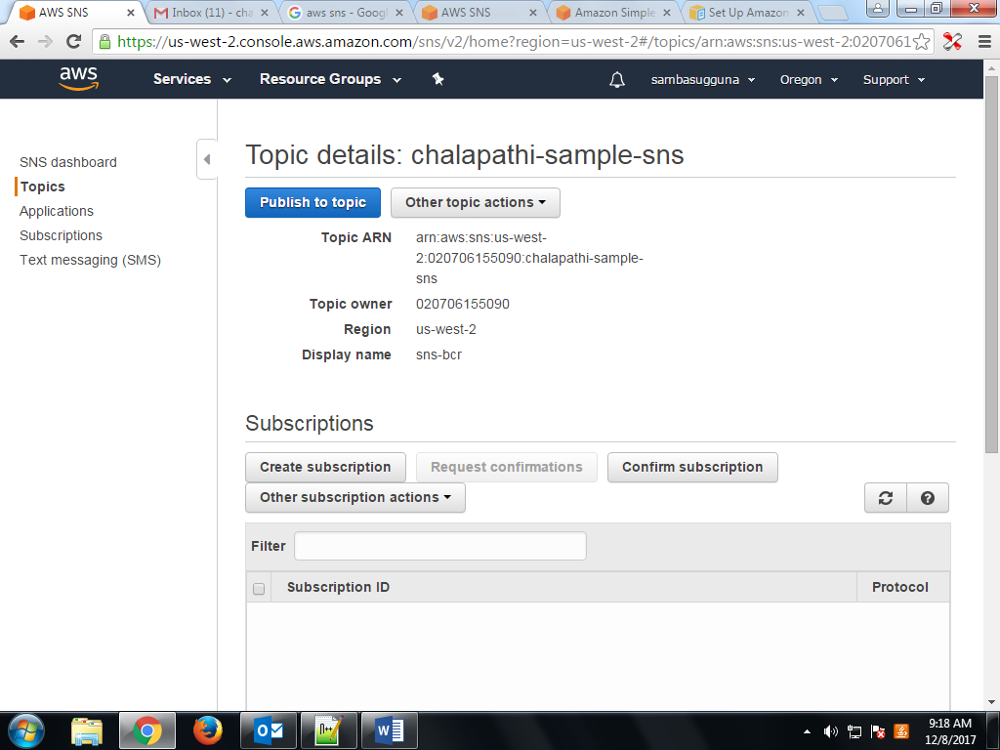 AWS SNS
Inbox (11) - cha
aws sns - Googl
AWS SNS
Amazon Simple
Set Up Amazon
https://us-west-2.console.aws.amazon.com/sns/v2/home?region=us-west-2#/topics/arn:aws:sns:us-west-2:0207061
aws
Services
Resource Groups
sambasugguna
Oregon
Support
SNS dashboard
Topics
Applications
Subscriptions
Text messaging (SMS)
Topic details: chalapathi-sample-sns
Publish to topic
Other topic actions
Topic ARN
arn:aws:sns:us-west-
2:020706155090:chalapathi-sample-
sns
Topic owner
020706155090
Region
us-west-2
Display name
sns-bcr
Subscriptions
Create subscription
Request confirmations
Confirm subscription
Other subscription actions
Filter
Subscription ID
Protocol
9:18 AM
12/8/2017